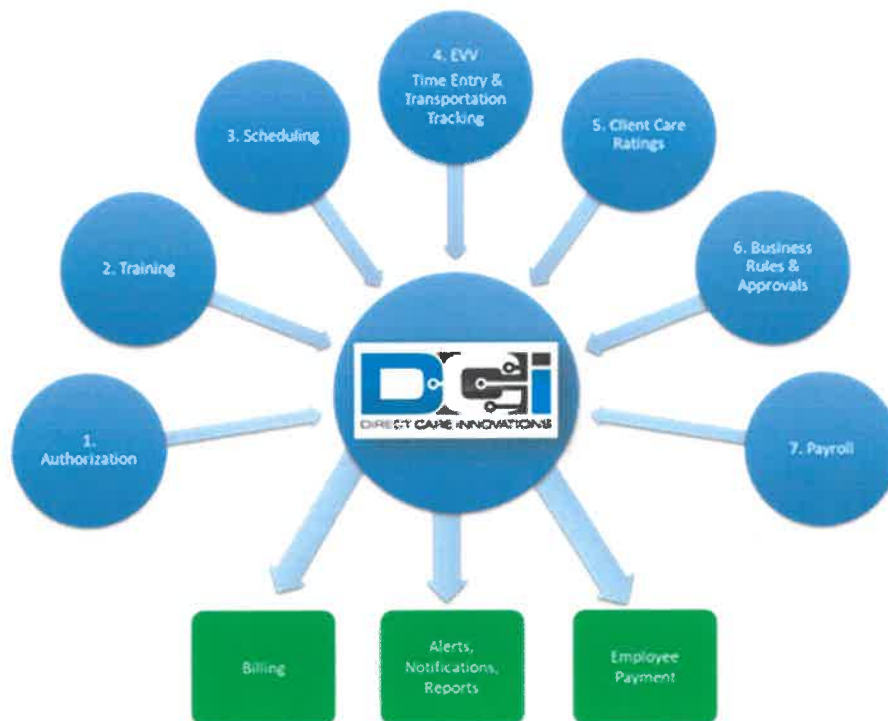 4. EVV
Time Entry &
Transportation
Tracking
3. Scheduling
5. Client Care
Ratings
2. Training
6. Business
Rules &
Approvals
DCi
DIRECT CARE INNOVATIONS
1.
Authorization
7. Payroll
Billing
Alerts,
Notifications,
Reports
Employee
Payment